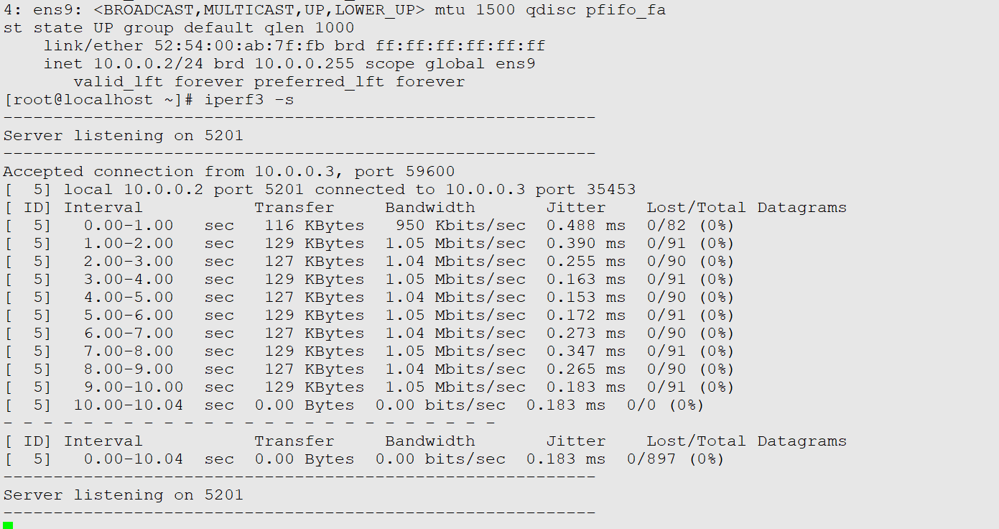 4: ens9: <BROADCAST,MULTICAST,UP,LOWER_UP> mtu 1500 qdisc pfifo_fa
st state UP group default qlen 1000
    link/ether 52:54:00:ab:7f:fb brd ff:ff:ff:ff:ff:ff
    inet 10.0.0.2/24 brd 10.0.0.255 scope global ens9
       valid_lft forever preferred_lft forever
[root@localhost ~]# iperf3 -s
-----------------------------------------------------------
Server listening on 5201
-----------------------------------------------------------
Accepted connection from 10.0.0.3, port 59600
[  5] local 10.0.0.2 port 5201 connected to 10.0.0.3 port 35453
[ ID] Interval           Transfer     Bandwidth       Jitter    Lost/Total Datagrams
[  5]   0.00-1.00   sec   116 KBytes   950 Kbits/sec  0.488 ms  0/82 (0%)
[  5]   1.00-2.00   sec   129 KBytes  1.05 Mbits/sec  0.390 ms  0/91 (0%)
[  5]   2.00-3.00   sec   127 KBytes  1.04 Mbits/sec  0.255 ms  0/90 (0%)
[  5]   3.00-4.00   sec   129 KBytes  1.05 Mbits/sec  0.163 ms  0/91 (0%)
[  5]   4.00-5.00   sec   127 KBytes  1.04 Mbits/sec  0.153 ms  0/90 (0%)
[  5]   5.00-6.00   sec   129 KBytes  1.05 Mbits/sec  0.172 ms  0/91 (0%)
[  5]   6.00-7.00   sec   127 KBytes  1.04 Mbits/sec  0.273 ms  0/90 (0%)
[  5]   7.00-8.00   sec   129 KBytes  1.05 Mbits/sec  0.347 ms  0/91 (0%)
[  5]   8.00-9.00   sec   127 KBytes  1.04 Mbits/sec  0.265 ms  0/90 (0%)
[  5]   9.00-10.00  sec   129 KBytes  1.05 Mbits/sec  0.183 ms  0/91 (0%)
[  5]  10.00-10.04  sec  0.00 Bytes  0.00 bits/sec  0.183 ms  0/0 (0%)
- - - - - - - - - - - - - - - - - - - - - - - - -
[ ID] Interval           Transfer     Bandwidth       Jitter    Lost/Total Datagrams
[  5]   0.00-10.04  sec  0.00 Bytes  0.00 bits/sec  0.183 ms  0/897 (0%)
-----------------------------------------------------------
Server listening on 5201
-----------------------------------------------------------